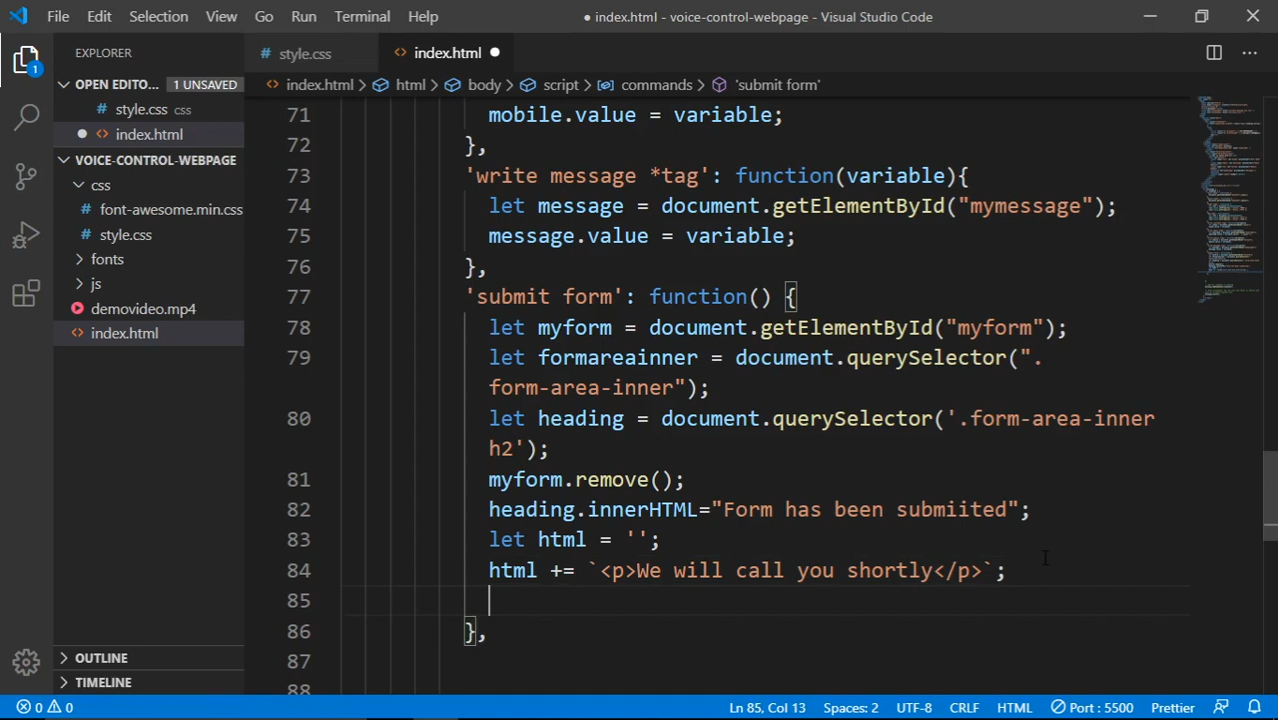 File Edit Selection View Go Run Terminal Help ● index.html - voice-control-webpage - Visual Studio Code
EXPLORER
# style.css
<> index.html ●
OPEN EDITO... 1 UNSAVED
index.html > html > body > script > commands > 'submit form'
# style.css css
● <> index.html
VOICE-CONTROL-WEBPAGE
css
# font-awesome.min.css
# style.css
fonts
js
demovideo.mp4
<> index.html
1
71 mobile.value = variable;
72 },
73 'write message *tag': function(variable){
74 let message = document.getElementById("mymessage");
75 message.value = variable;
76 },
77 'submit form': function() {
78 let myform = document.getElementById("myform");
79 let formareainner = document.querySelector(".
form-area-inner");
80 let heading = document.querySelector('.form-area-inner
h2');
81 myform.remove();
82 heading.innerHTML="Form has been submiited";
83 let html = '';
84 html += `<p>We will call you shortly</p>`;
85
86 },
87
88
OUTLINE
TIMELINE
0 0 Ln 85, Col 13 Spaces: 2 UTF-8 CRLF HTML Port : 5500 Prettier